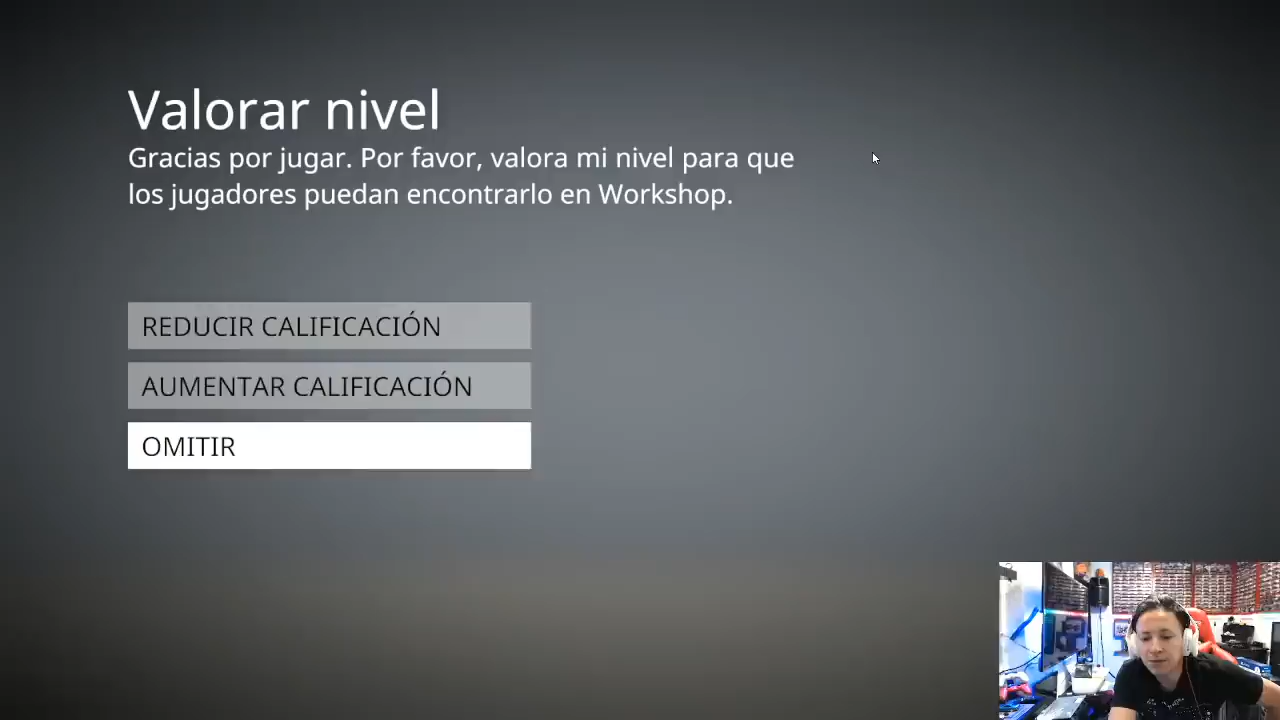 Valorar nivel
Gracias por jugar. Por favor, valora mi nivel para que
los jugadores puedan encontrarlo en Workshop.
REDUCIR CALIFICACIÓN
AUMENTAR CALIFICACIÓN
OMITIR